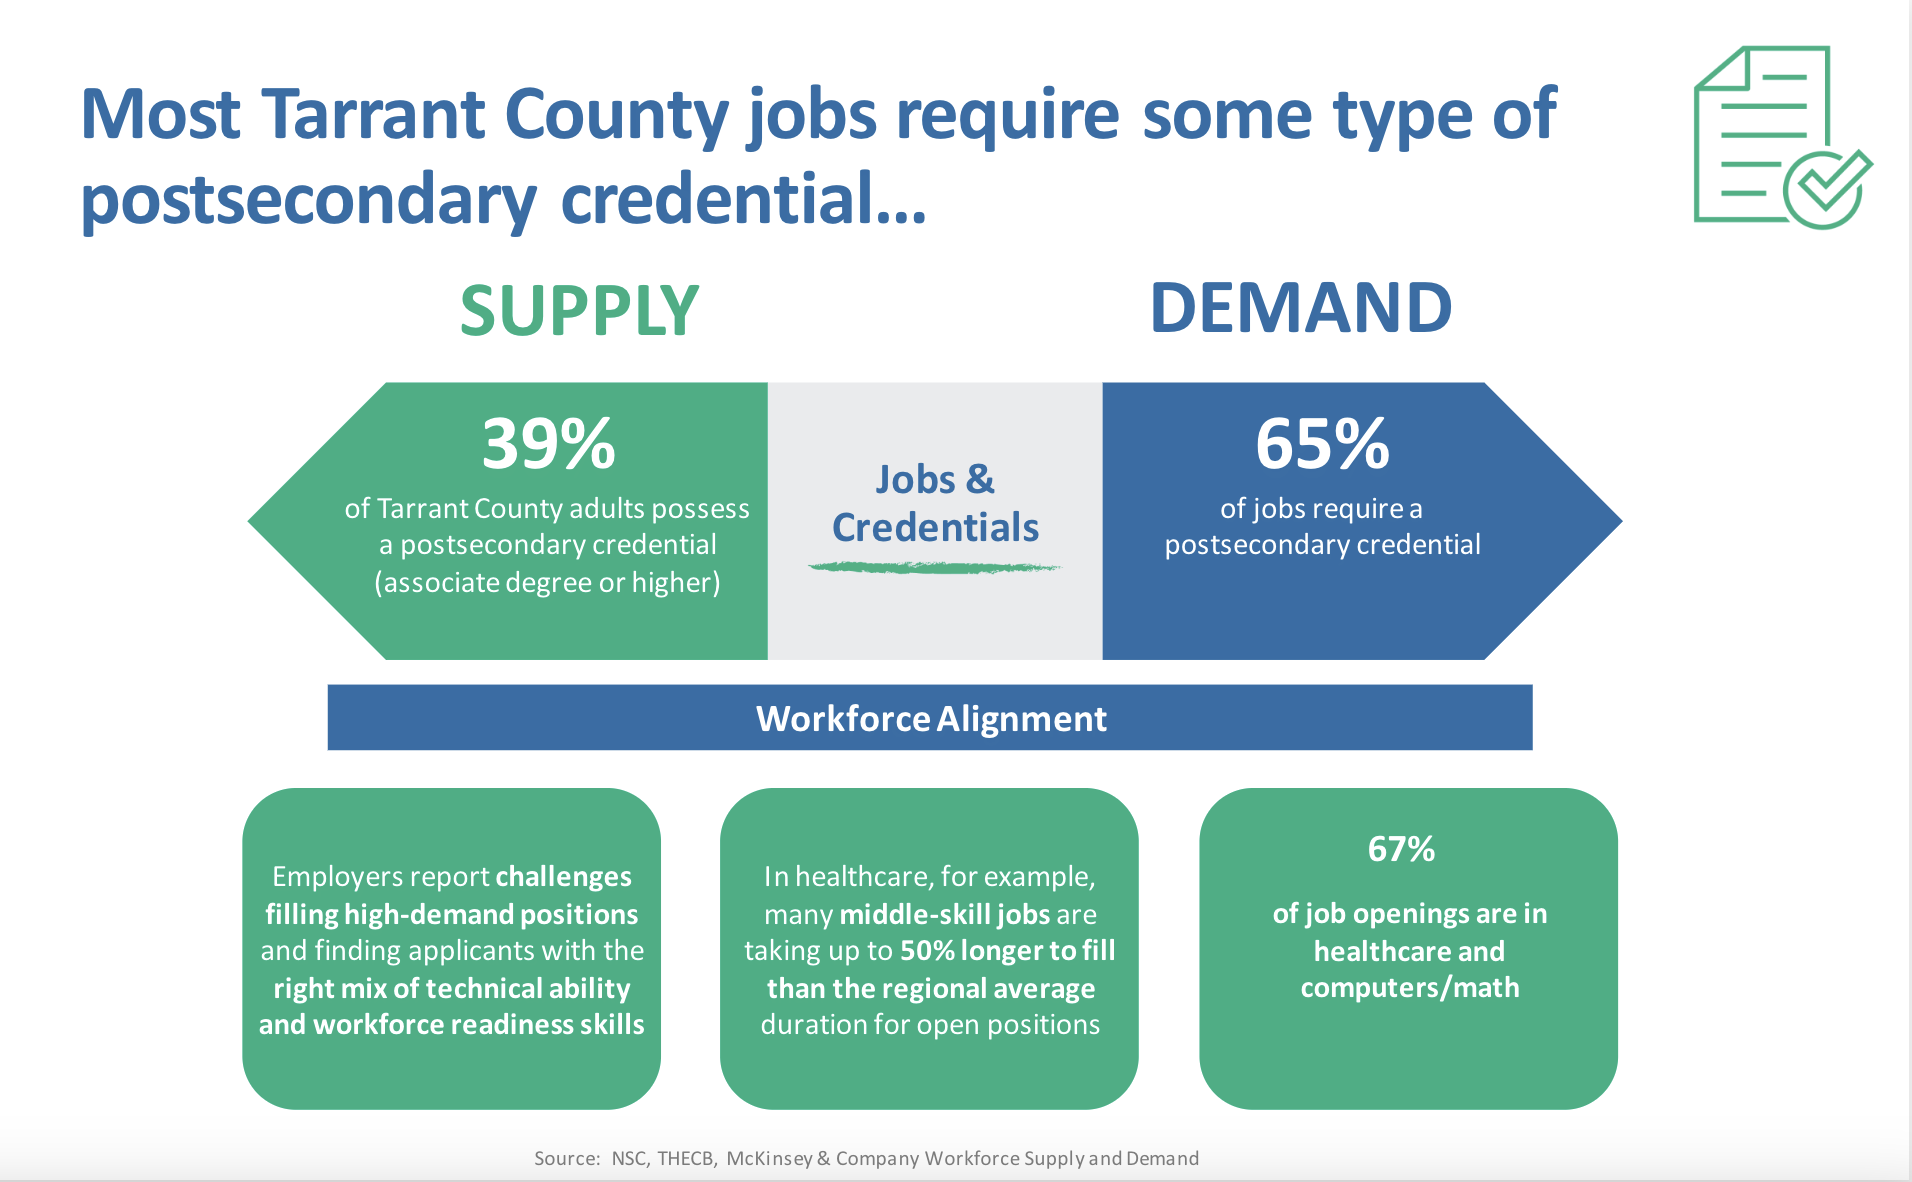 Most Tarrant County jobs require some type of
postsecondary credential...
SUPPLY
DEMAND
39%
of Tarrant County adults possess
a postsecondary credential
(associate degree or higher)
Jobs &
Credentials
65%
of jobs require a
postsecondary credential
Workforce Alignment
Employers report challenges
filling high-demand positions
and finding applicants with the
right mix of technical ability
and workforce readiness skills
In healthcare, for example,
many middle-skill jobs are
taking up to 50% longer to fill
than the regional average
duration for open positions
67%
of job openings are in
healthcare and
computers/math
Source: NSC, THECB, McKinsey & Company Workforce Supply and Demand